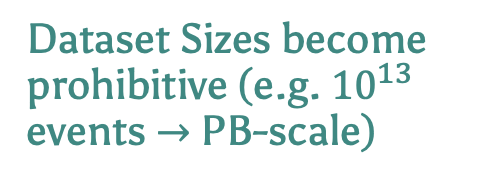 Dataset Sizes become
prohibitive (e.g. 10¹³
events → PB-scale)